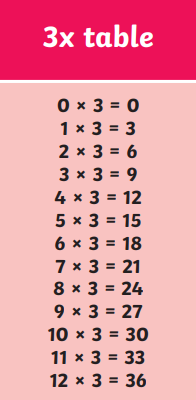 3x table
0 × 3 = 0
1 × 3 = 3
2 × 3 = 6
3 × 3 = 9
4 × 3 = 12
5 × 3 = 15
6 × 3 = 18
7 × 3 = 21
8 × 3 = 24
9 × 3 = 27
10 × 3 = 30
11 × 3 = 33
12 × 3 = 36